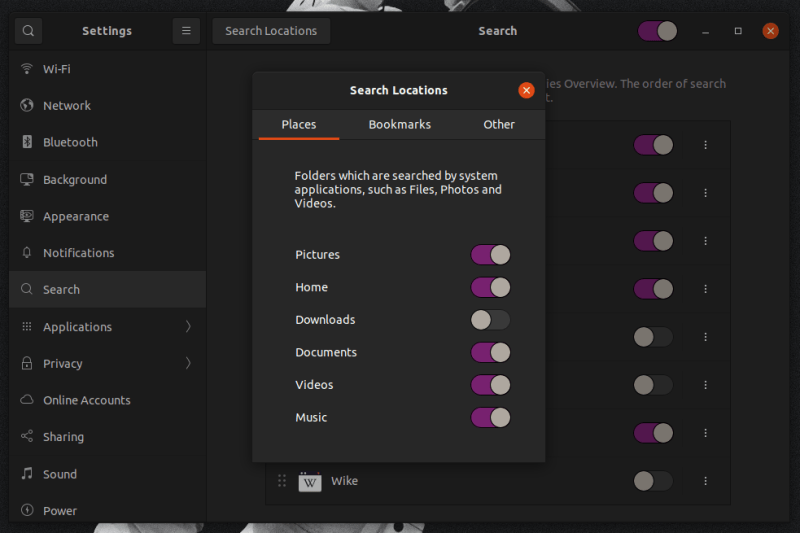 Settings
Search Locations
Search
Wi-Fi
Network
Bluetooth
Background
Appearance
Notifications
Search
Applications
Privacy
Online Accounts
Sharing
Sound
Power
ies Overview. The order of search
t.
Search Locations
Places
Bookmarks
Other
Folders which are searched by system
applications, such as Files, Photos and
Videos.
Pictures
Home
Downloads
Documents
Videos
Music
W
Wike